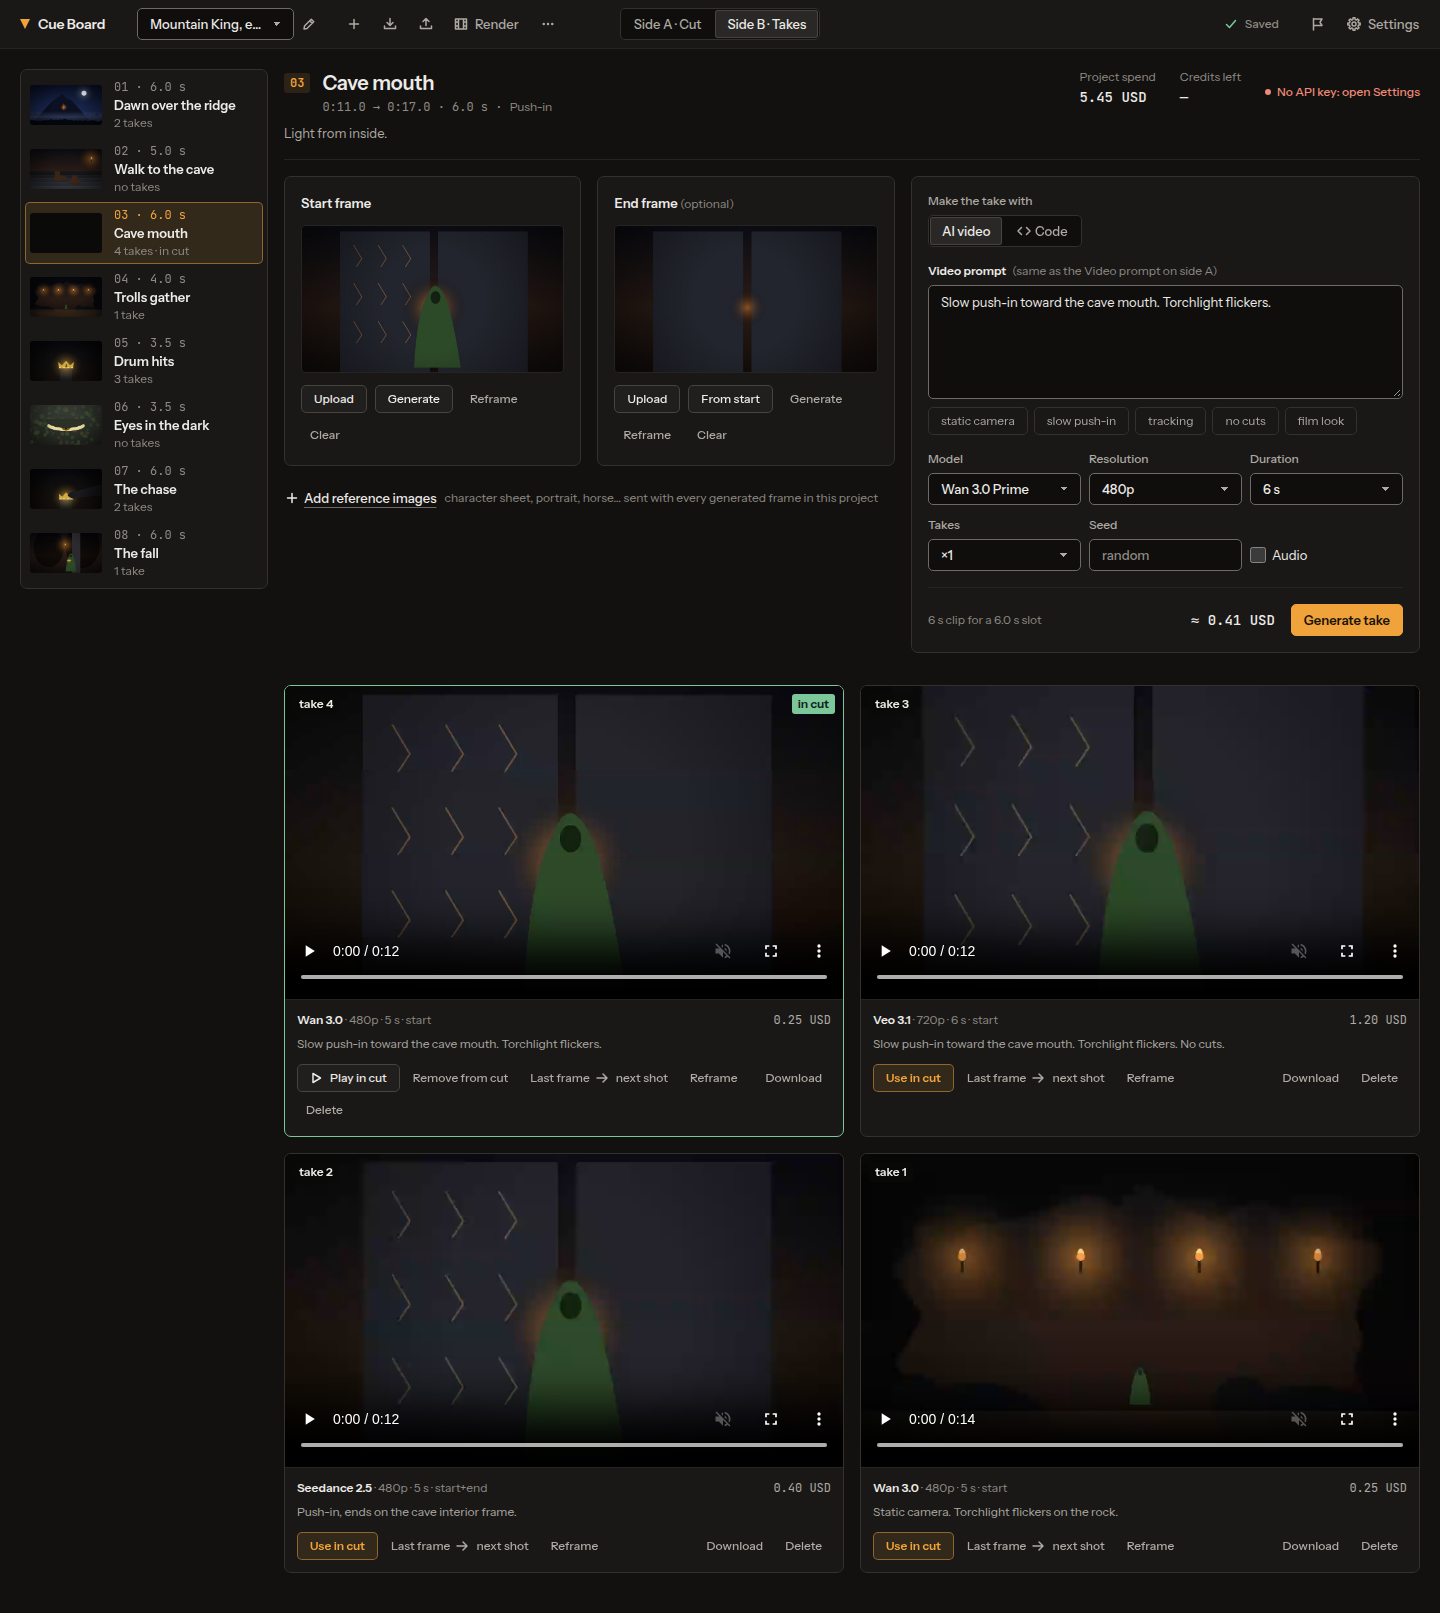 Cue Board
Mountain King, e...
Render
Side A · Cut
Side B · Takes
Saved
Settings
01 · 6.0 s
Dawn over the ridge
2 takes
02 · 5.0 s
Walk to the cave
no takes
03 · 6.0 s
Cave mouth
4 takes · in cut
04 · 4.0 s
Trolls gather
1 take
05 · 3.5 s
Drum hits
3 takes
06 · 3.5 s
Eyes in the dark
no takes
07 · 6.0 s
The chase
2 takes
08 · 6.0 s
The fall
1 take
03
Cave mouth
0:11.0 → 0:17.0 · 6.0 s · Push-in
Light from inside.
Project spend
5.45 USD
Credits left
—
No API key: open Settings
Start frame
Upload
Generate
Reframe
Clear
End frame (optional)
Upload
From start
Generate
Reframe
Clear
Add reference images character sheet, portrait, horse... sent with every generated frame in this project
Make the take with
AI video
Code
Video prompt (same as the Video prompt on side A)
Slow push-in toward the cave mouth. Torchlight flickers.
static camera
slow push-in
tracking
no cuts
film look
Model
Resolution
Duration
Wan 3.0 Prime
480p
6 s
Takes
Seed
×1
random
Audio
6 s clip for a 6.0 s slot
≈ 0.41 USD
Generate take
take 4
in cut
0:00 / 0:12
Wan 3.0 · 480p · 5 s · start
0.25 USD
Slow push-in toward the cave mouth. Torchlight flickers.
Play in cut
Remove from cut
Last frame → next shot
Reframe
Download
Delete
take 3
0:00 / 0:12
Veo 3.1 · 720p · 6 s · start
1.20 USD
Slow push-in toward the cave mouth. Torchlight flickers. No cuts.
Use in cut
Last frame → next shot
Reframe
Download
Delete
take 2
0:00 / 0:12
Seedance 2.5 · 480p · 5 s · start+end
0.40 USD
Push-in, ends on the cave interior frame.
Use in cut
Last frame → next shot
Reframe
Download
Delete
take 1
0:00 / 0:14
Wan 3.0 · 480p · 5 s · start
0.25 USD
Static camera. Torchlight flickers on the rock.
Use in cut
Last frame → next shot
Reframe
Download
Delete